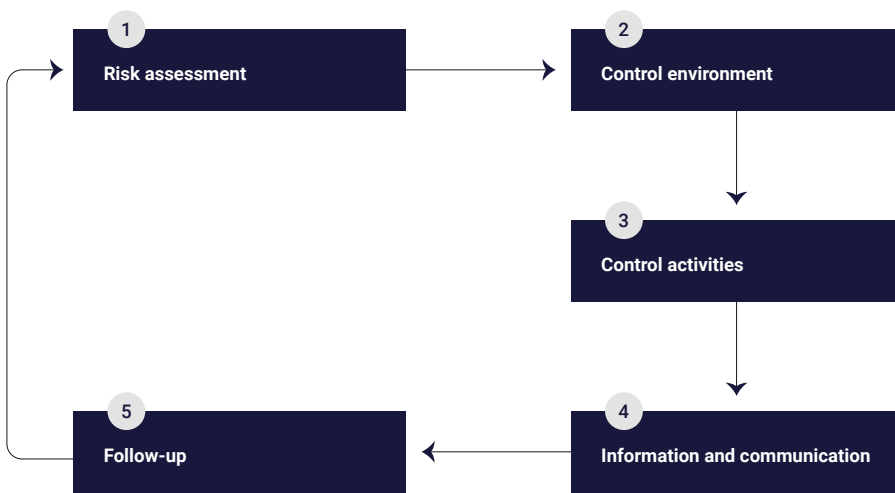 1
Risk assessment
2
Control environment
3
Control activities
4
Information and communication
5
Follow-up